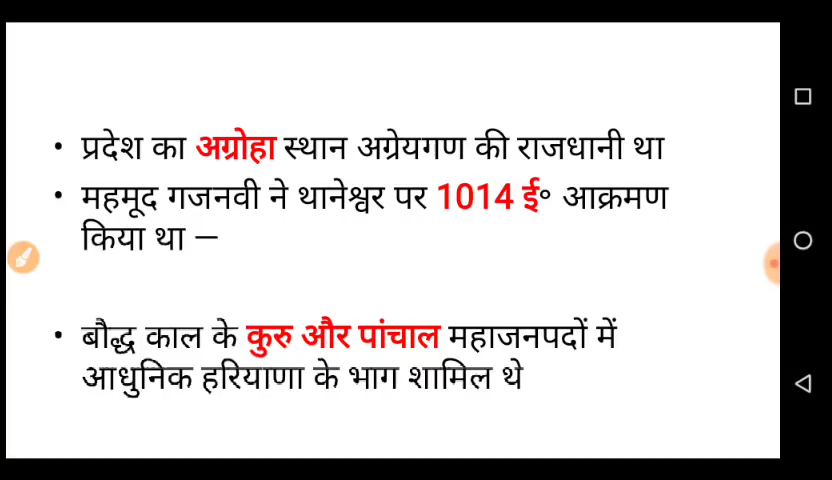 • प्रदेश का अग्रोहा स्थान अग्रेयगण की राजधानी था
• महमूद गजनवी ने थानेश्वर पर 1014 ई॰ आक्रमण
किया था —
• बौद्ध काल के कुरु और पांचाल महाजनपदों में
आधुनिक हरियाणा के भाग शामिल थे